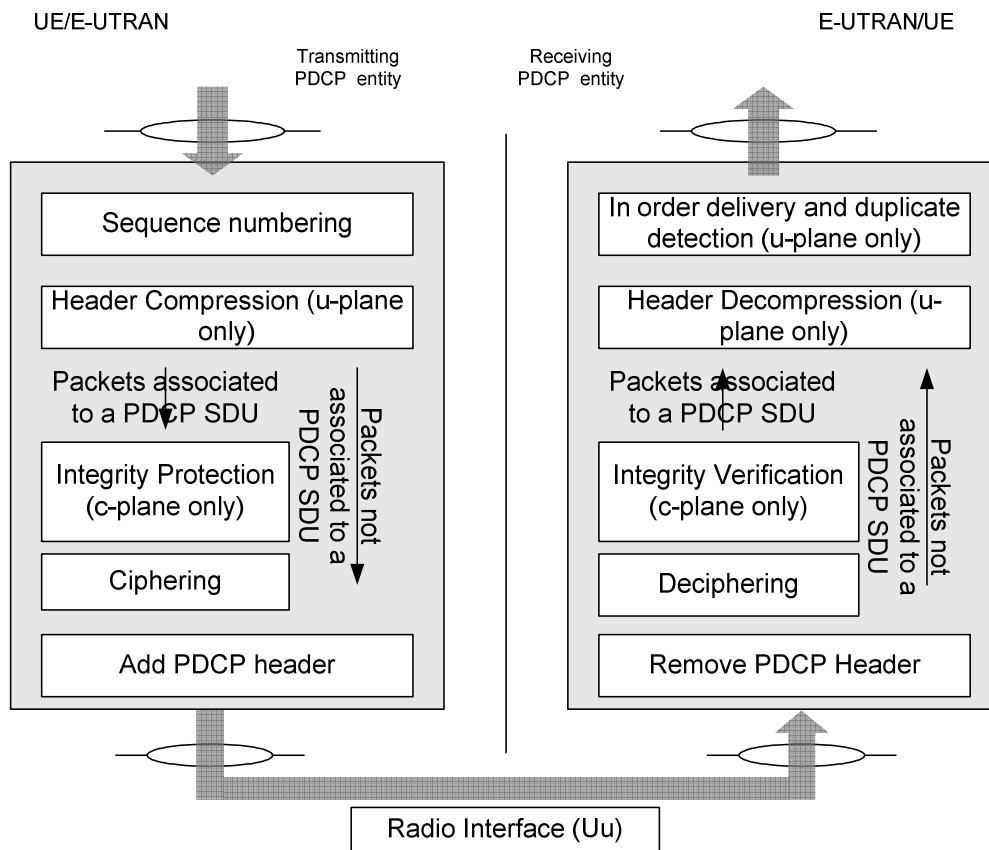 UE/E-UTRAN
E-UTRAN/UE
Transmitting
PDCP entity
Receiving
PDCP entity
Sequence numbering
Header Compression (u-plane
only)
Packets associated
to a PDCP SDU
Packets not
associated to a
PDCP SDU
Integrity Protection
(c-plane only)
Ciphering
Add PDCP header
In order delivery and duplicate
detection (u-plane only)
Header Decompression (u-
plane only)
Packets associated
to a PDCP SDU
Packets not
associated to a
PDCP SDU
Integrity Verification
(c-plane only)
Deciphering
Remove PDCP Header
Radio Interface (Uu)